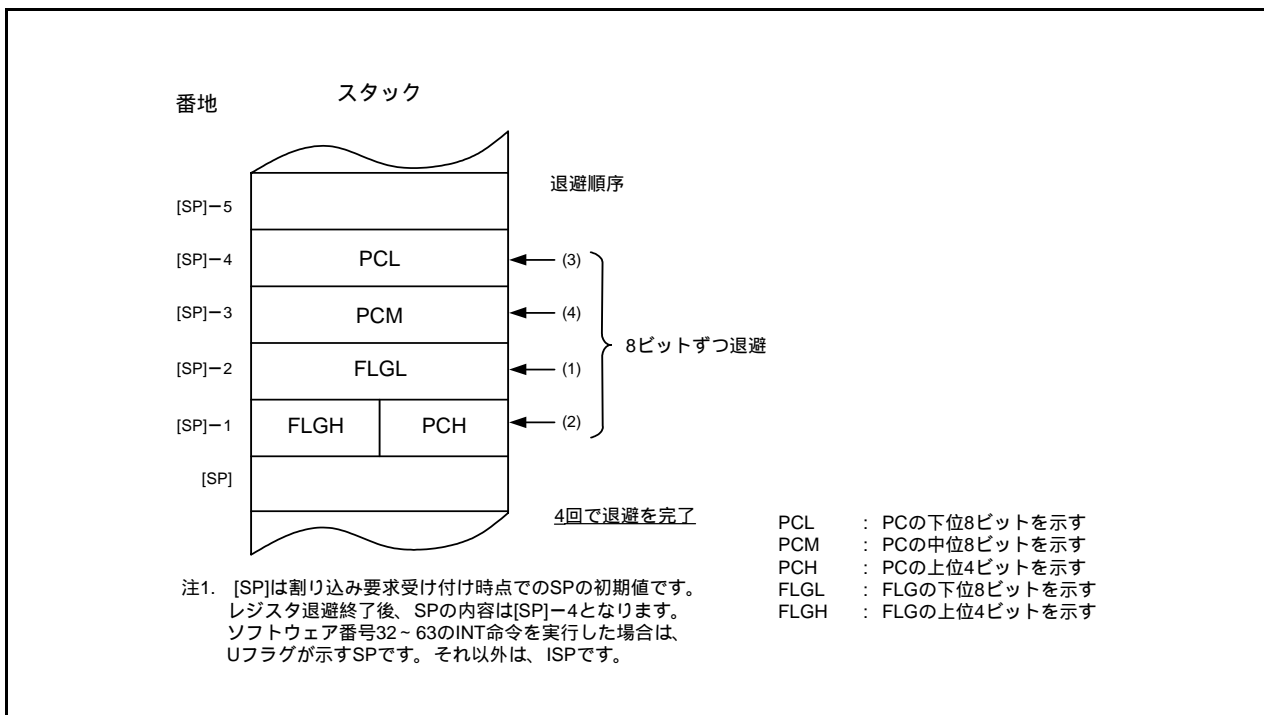 番地
スタック
退避順序
[SP]−5
[SP]−4 PCL (3)
[SP]−3 PCM (4)
8ビットずつ退避
[SP]−2 FLGL (1)
[SP]−1 FLGH PCH (2)
[SP]
4回で退避を完了
PCL : PCの下位8ビットを示す
PCM : PCの中位8ビットを示す
PCH : PCの上位4ビットを示す
FLGL : FLGの下位8ビットを示す
FLGH : FLGの上位4ビットを示す
注1. [SP]は割り込み要求受け付け時点でのSPの初期値です。
レジスタ退避終了後、SPの内容は[SP]−4となります。
ソフトウェア番号32~63のINT命令を実行した場合は、
Uフラグが示すSPです。それ以外は、ISPです。